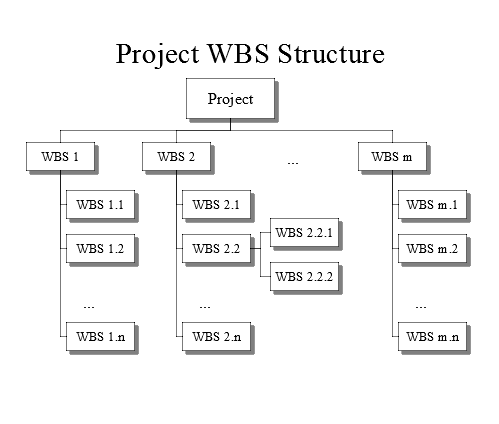 Project WBS Structure
Project
WBS 1
WBS 2
...
WBS m
WBS 1.1
WBS 2.1
WBS m.1
WBS 2.2.1
WBS 1.2
WBS 2.2
WBS m.2
WBS 2.2.2
...
...
...
WBS 1.n
WBS 2.n
WBS m.n